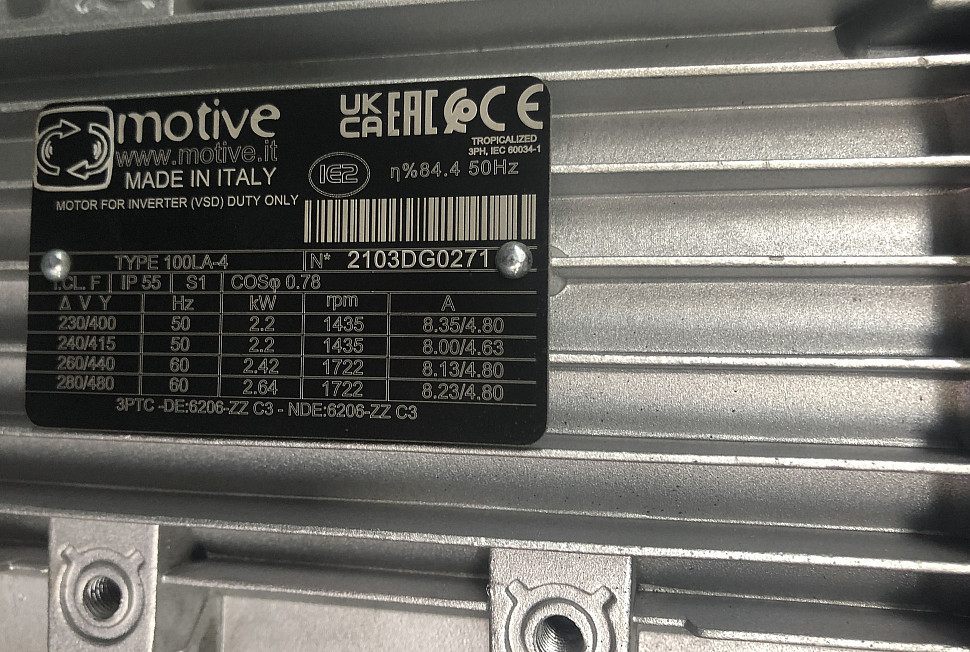 motive
www.motive.it
MADE IN ITALY
MOTOR FOR INVERTER (VSD) DUTY ONLY
UK CA EAC CE
TROPICALIZED
3PH, IEC 60034-1
IE2 η%84.4 50Hz
TYPE 100LA-4 N* 2103DG0271
I.CL. F IP 55 S1 COSφ 0.78
Δ V Y Hz kW rpm A
230/400 50 2.2 1435 8.35/4.80
240/415 50 2.2 1435 8.00/4.63
260/440 60 2.42 1722 8.13/4.80
280/480 60 2.64 1722 8.23/4.80
3PTC -DE:6206-ZZ C3 - NDE:6206-ZZ C3